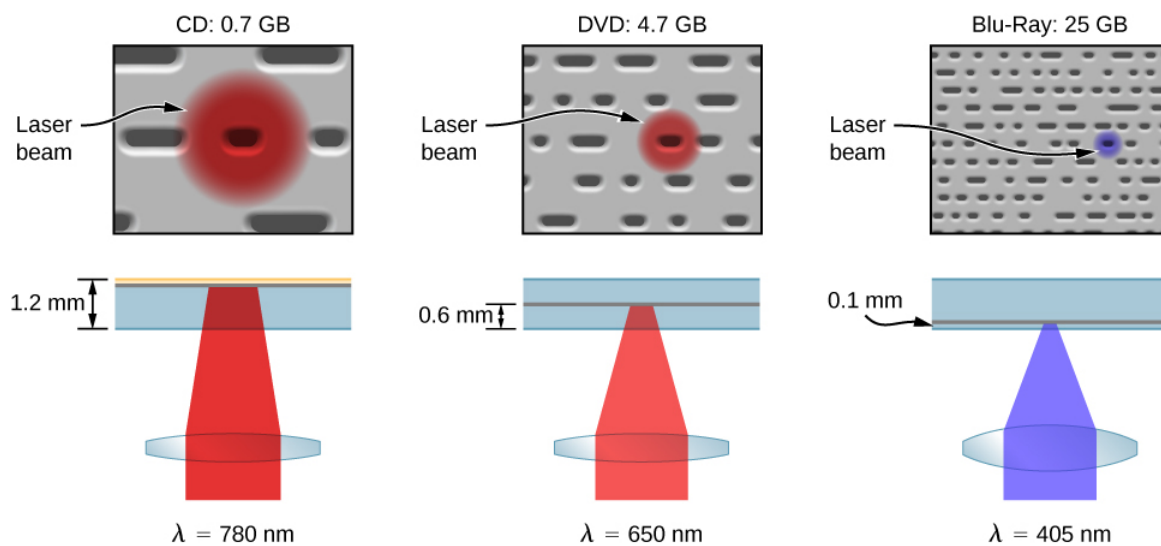 CD: 0.7 GB
DVD: 4.7 GB
Blu-Ray: 25 GB
Laser
beam
Laser
beam
Laser
beam
1.2 mm
0.6 mm
0.1 mm
λ = 780 nm
λ = 650 nm
λ = 405 nm